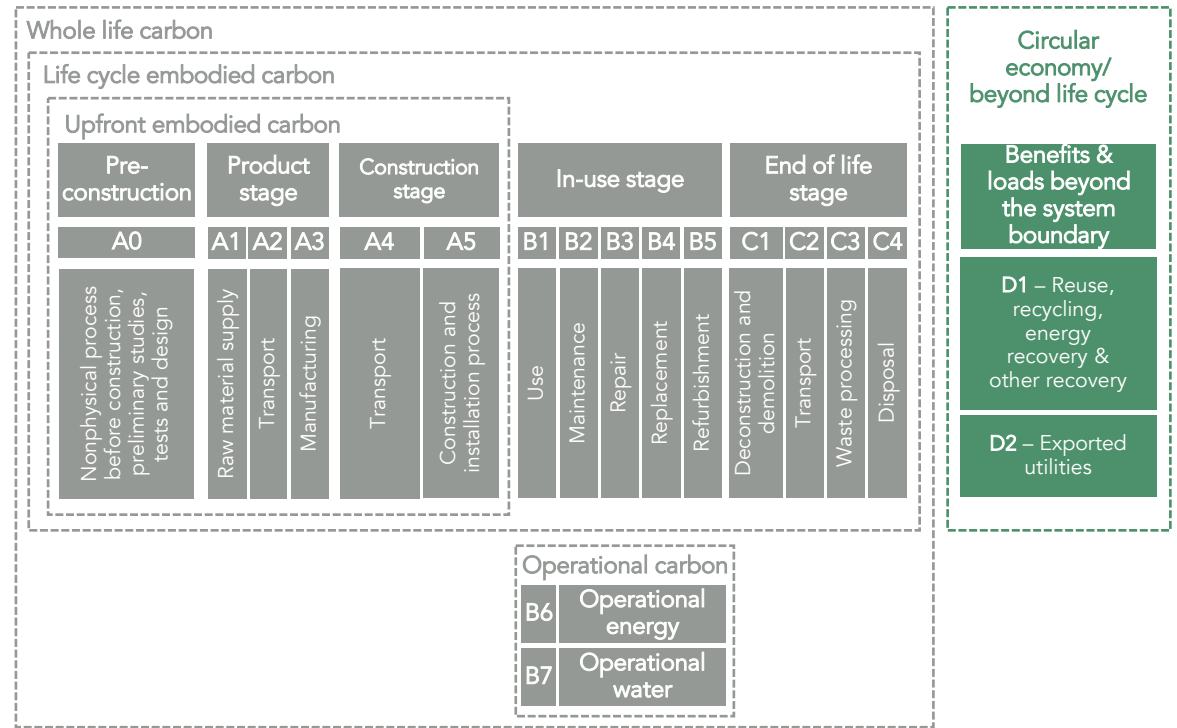 Whole life carbon
Life cycle embodied carbon
Upfront embodied carbon
Pre-
construction
Product
stage
Construction
stage
In-use stage
End of life
stage
A0
A1
A2
A3
A4
A5
B1
B2
B3
B4
B5
C1
C2
C3
C4
Nonphysical process
before construction,
preliminary studies,
tests and design
Raw material supply
Transport
Manufacturing
Transport
Construction and
installation process
Use
Maintenance
Repair
Replacement
Refurbishment
Deconstruction and
demolition
Transport
Waste processing
Disposal
Operational carbon
B6
Operational
energy
B7
Operational
water
Circular
economy/
beyond life cycle
Benefits &
loads beyond
the system
boundary
D1 – Reuse,
recycling,
energy
recovery &
other recovery
D2 – Exported
utilities